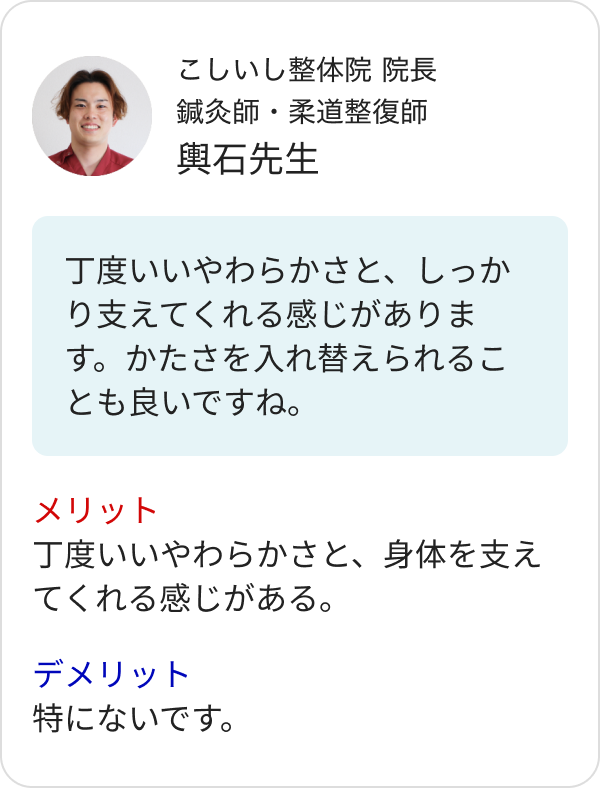 こしいし整体院 院長
鍼灸師・柔道整復師
輿石先生
丁度いいやわらかさと、しっか
り支えてくれる感じがありま
す。かたさを入れ替えられるこ
とも良いですね。
メリット
丁度いいやわらかさと、身体を支え
てくれる感じがある。
デメリット
特にないです。